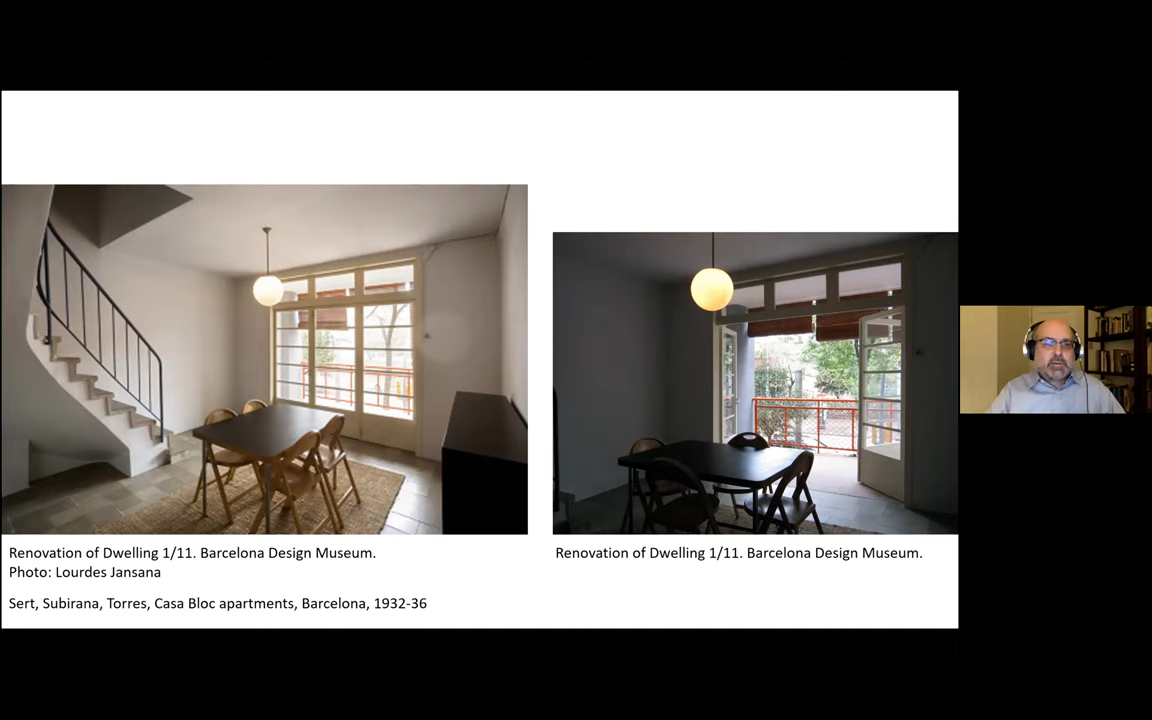 Renovation of Dwelling 1/11. Barcelona Design Museum.
Photo: Lourdes Jansana
Sert, Subirana, Torres, Casa Bloc apartments, Barcelona, 1932-36
Renovation of Dwelling 1/11. Barcelona Design Museum.